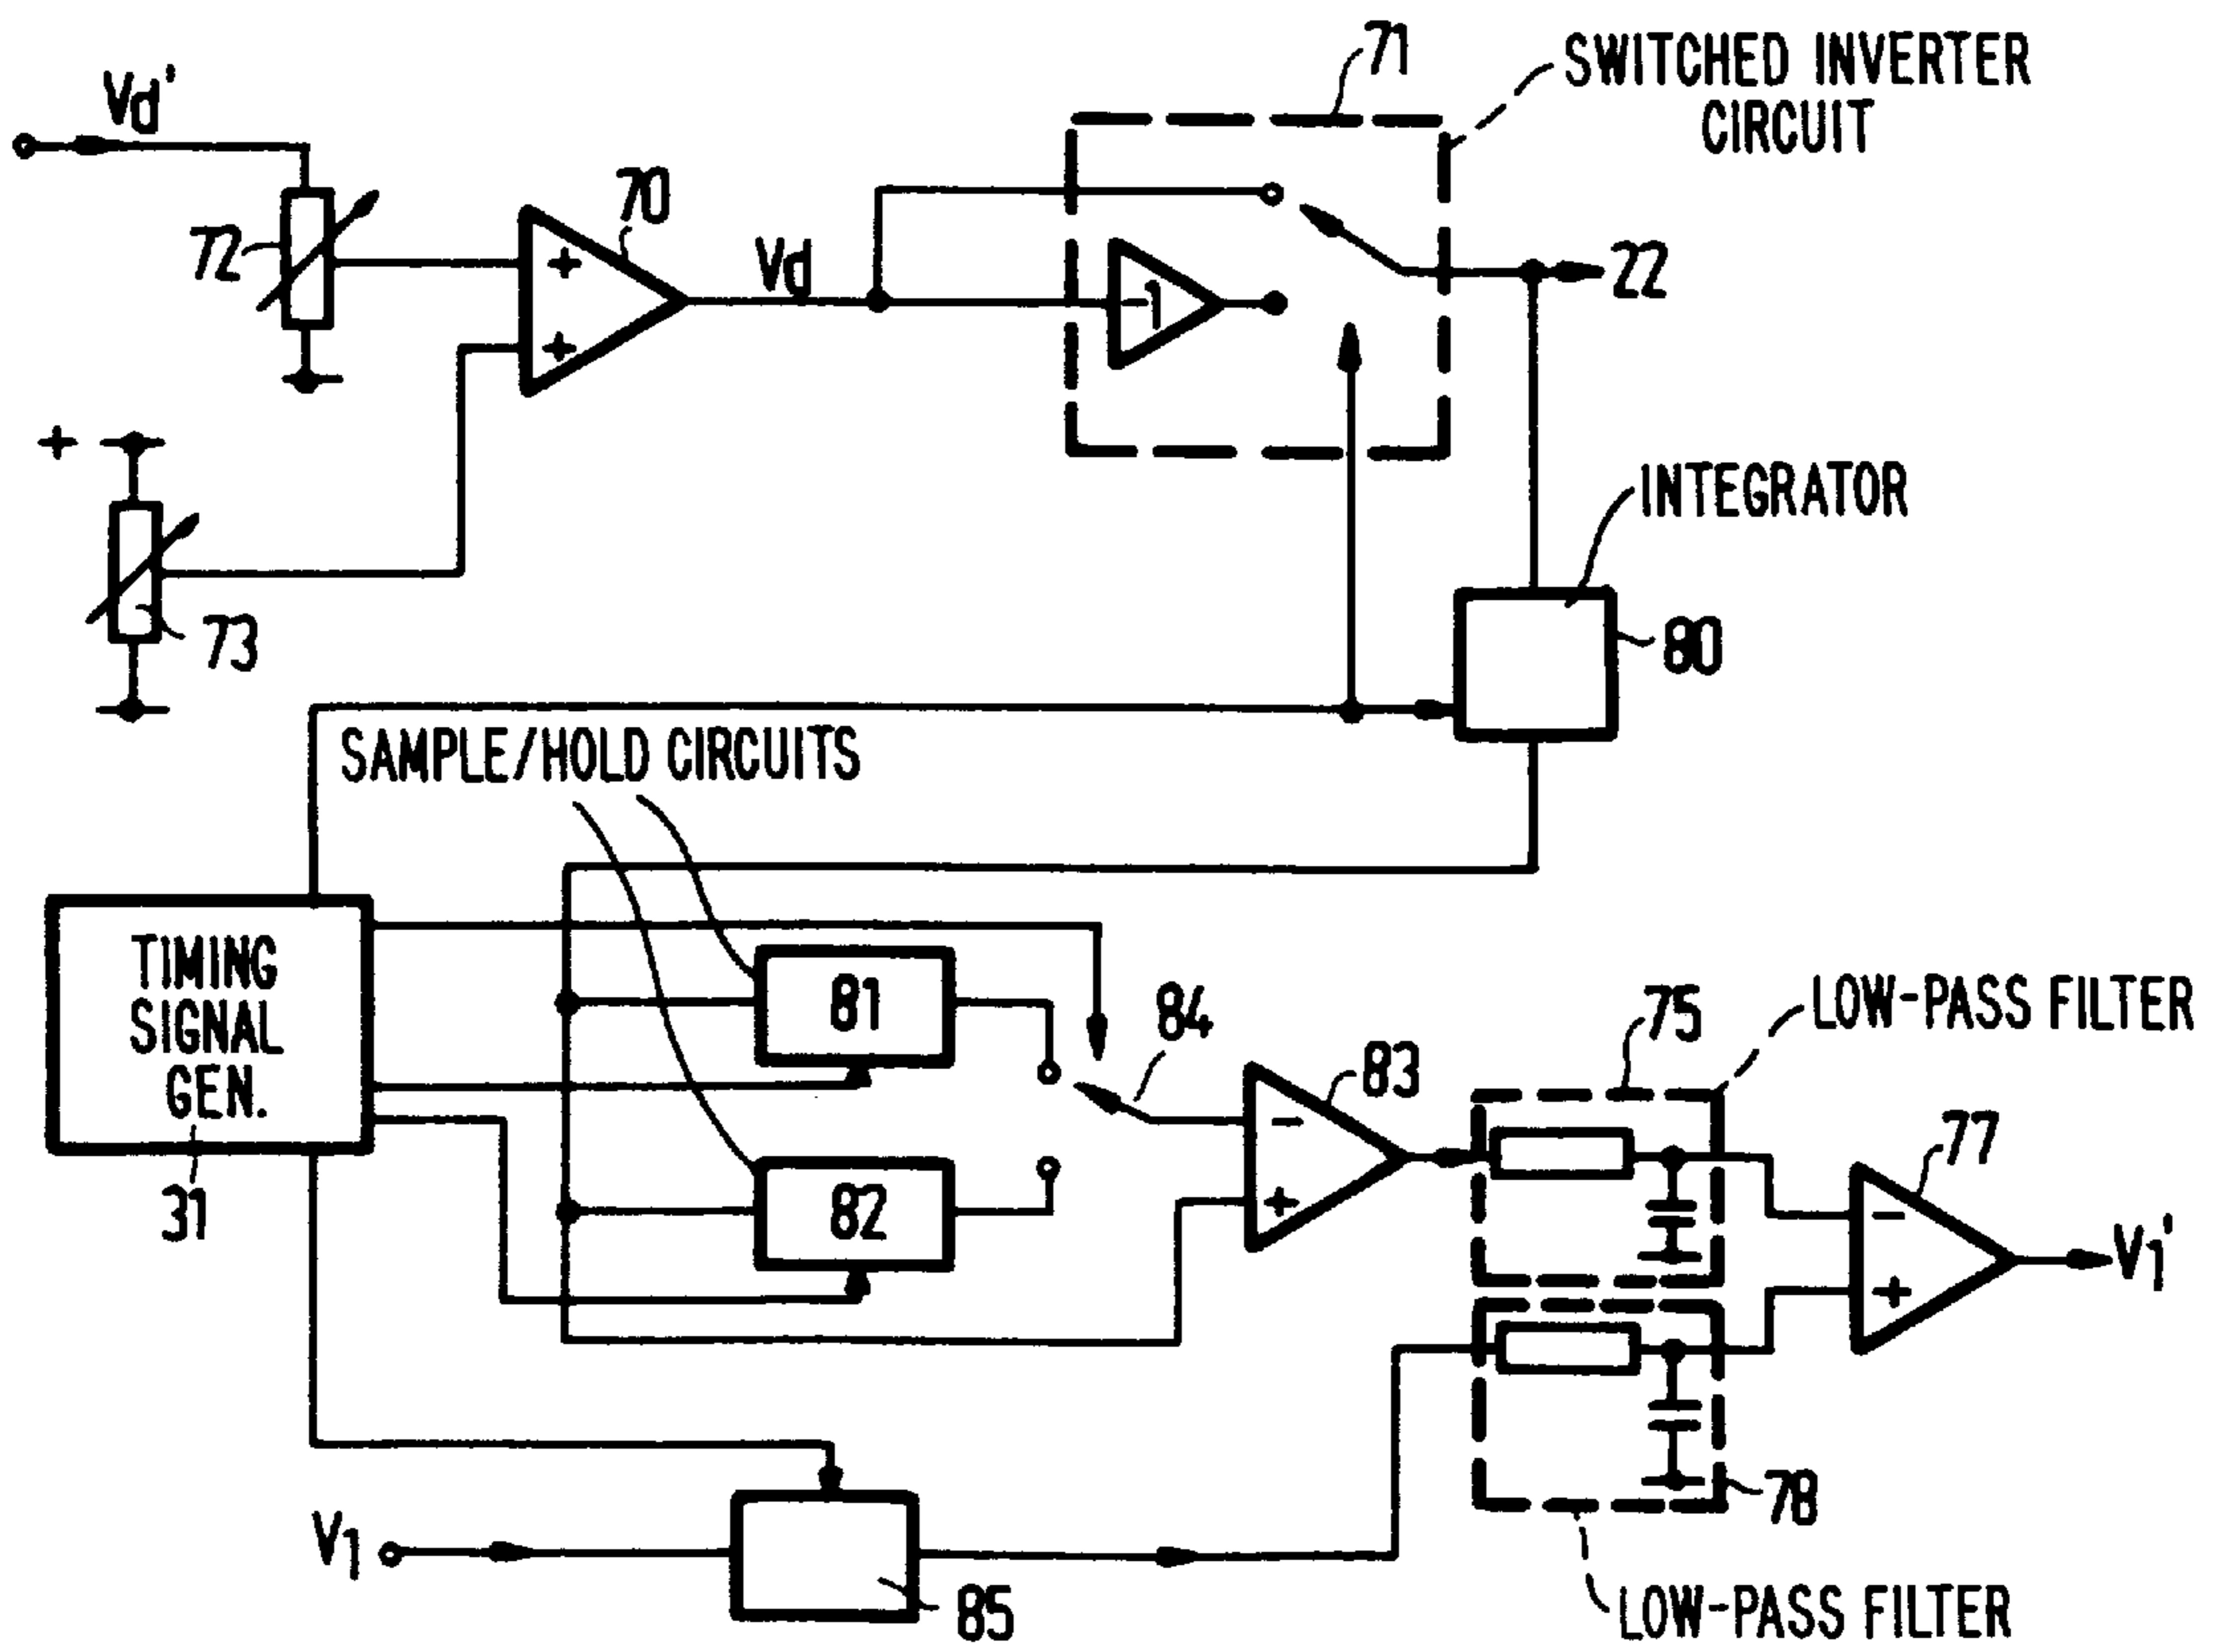 71
SWITCHED INVERTER
CIRCUIT
Vd'
72
70
+
+
Vd
-1
22
+
73
INTEGRATOR
80
SAMPLE/HOLD CIRCUITS
TIMING
SIGNAL
GEN.
31
81
82
84
83
-
+
75
LOW-PASS FILTER
77
-
+
V1'
78
V1
85
LOW-PASS FILTER